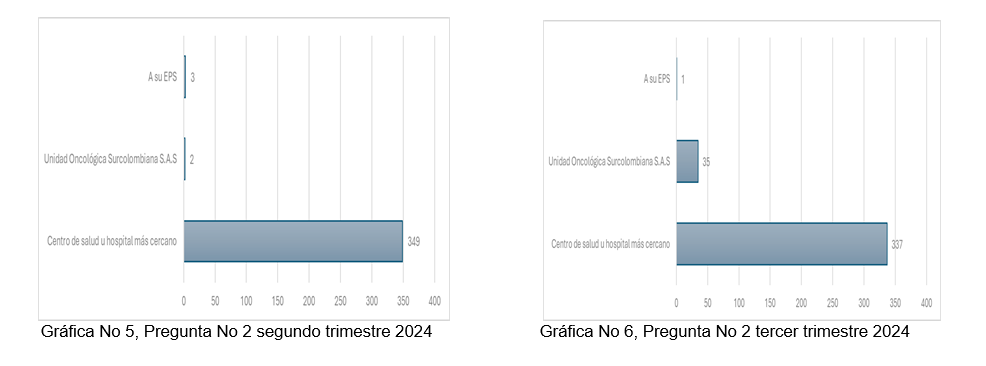 A su EPS
3
Unidad Oncológica Surcolombiana S.A.S
2
Centro de salud u hospital más cercano
349
0 50 100 150 200 250 300 350 400
Gráfica No 5, Pregunta No 2 segundo trimestre 2024
A su EPS
1
Unidad Oncológica Surcolombiana S.A.S
35
Centro de salud u hospital más cercano
337
0 50 100 150 200 250 300 350 400
Gráfica No 6, Pregunta No 2 tercer trimestre 2024